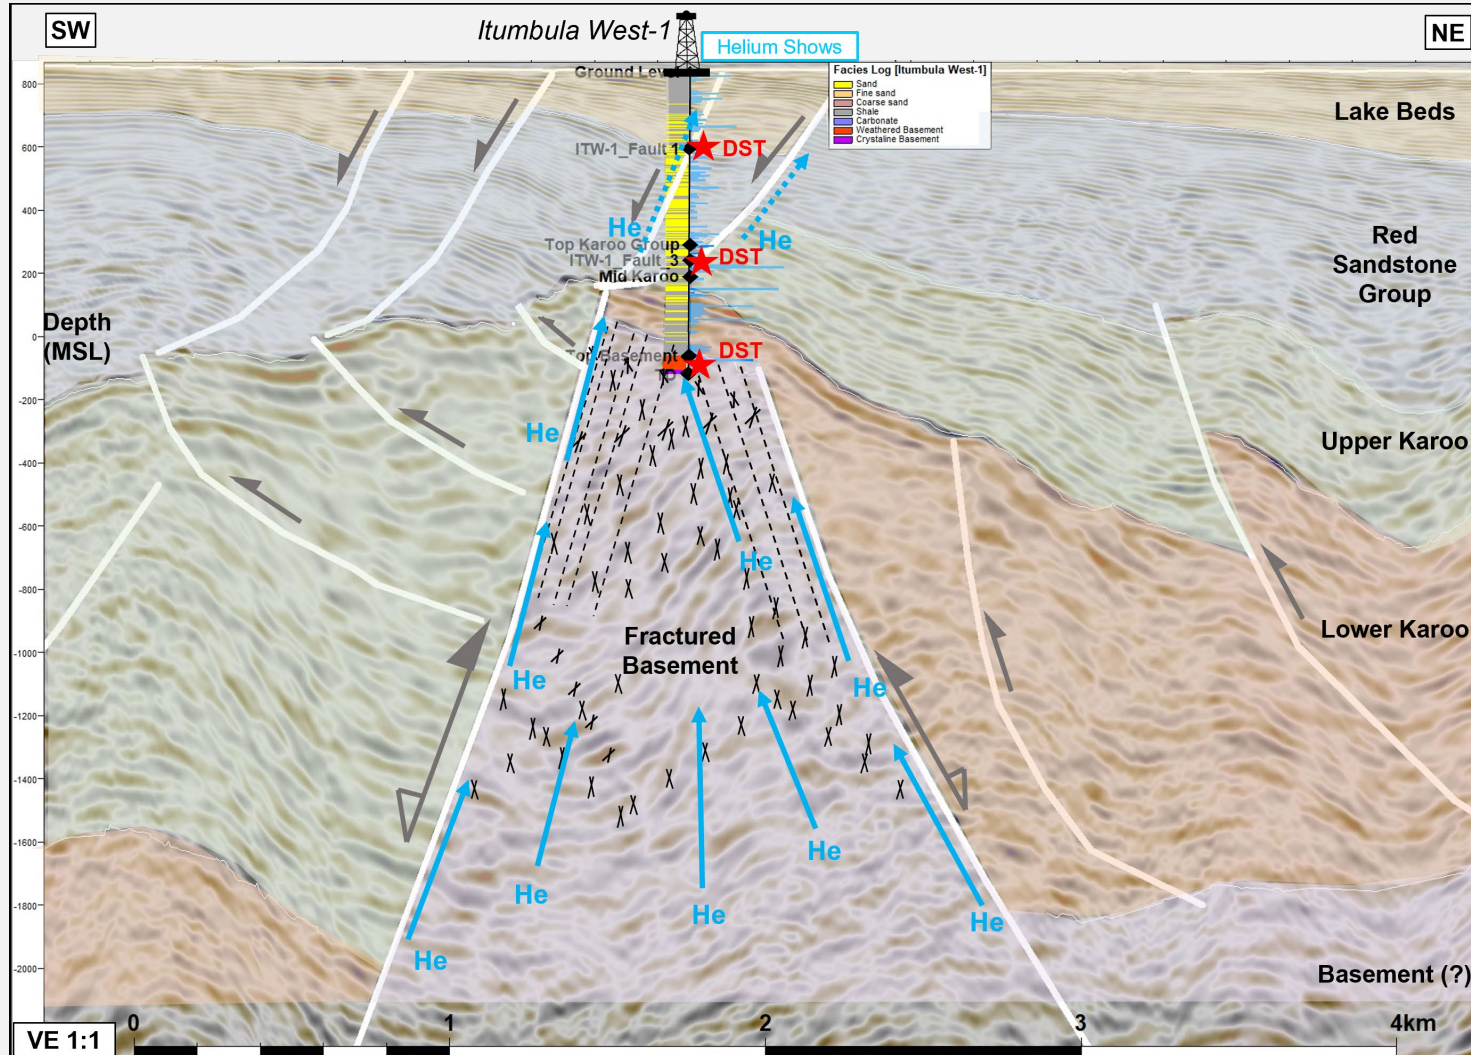 SW
Itumbula West-1
Helium Shows
NE
Ground Leve
Facies Log [Itumbula West-1]
Sand
Fine sand
Coarse sand
Shale
Carbonate
Weathered Basement
Crystaline Basement
Lake Beds
800
600
400
200
0
-200
-400
-600
-800
-1000
-1200
-1400
-1600
-1800
-2000
Depth
(MSL)
ITW-1_Fault 1
DST
He
He
Top Karoo Group
ITW-1_Fault_3
DST
Mid Karoo
Red
Sandstone
Group
Top Basement
DST
Upper Karoo
He
He
Fractured
Basement
Lower Karoo
He
He
He
He
He
He
He
Basement (?)
VE 1:1
0
1
2
3
4km